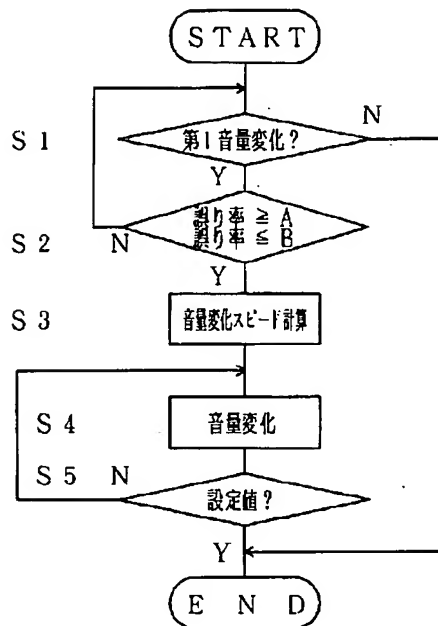 START
N
S1
第1音量変化?
Y
誤り率≧A
誤り率≦B
S2
N
Y
S3
音量変化スピード計算
S4
音量変化
S5
N
設定値?
Y
END